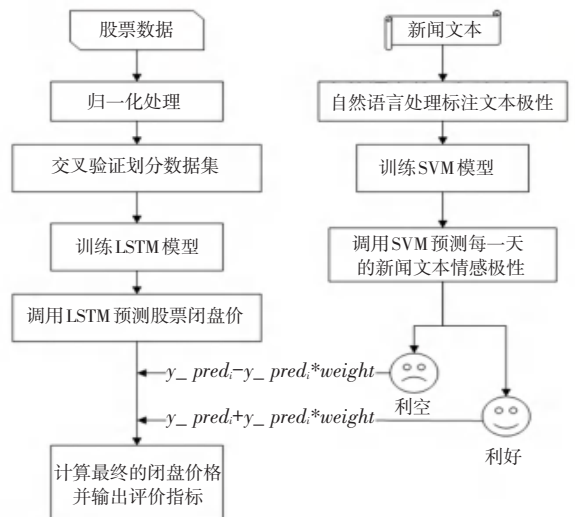 股票数据
归一化处理
交叉验证划分数据集
训练LSTM模型
调用LSTM预测股票闭盘价
新闻文本
自然语言处理标注文本极性
训练SVM模型
调用SVM预测每一天
的新闻文本情感极性
y_ predᵢ−y_ predᵢ*weight
利空
y_ predᵢ+y_ predᵢ*weight
利好
计算最终的闭盘价格
并输出评价指标